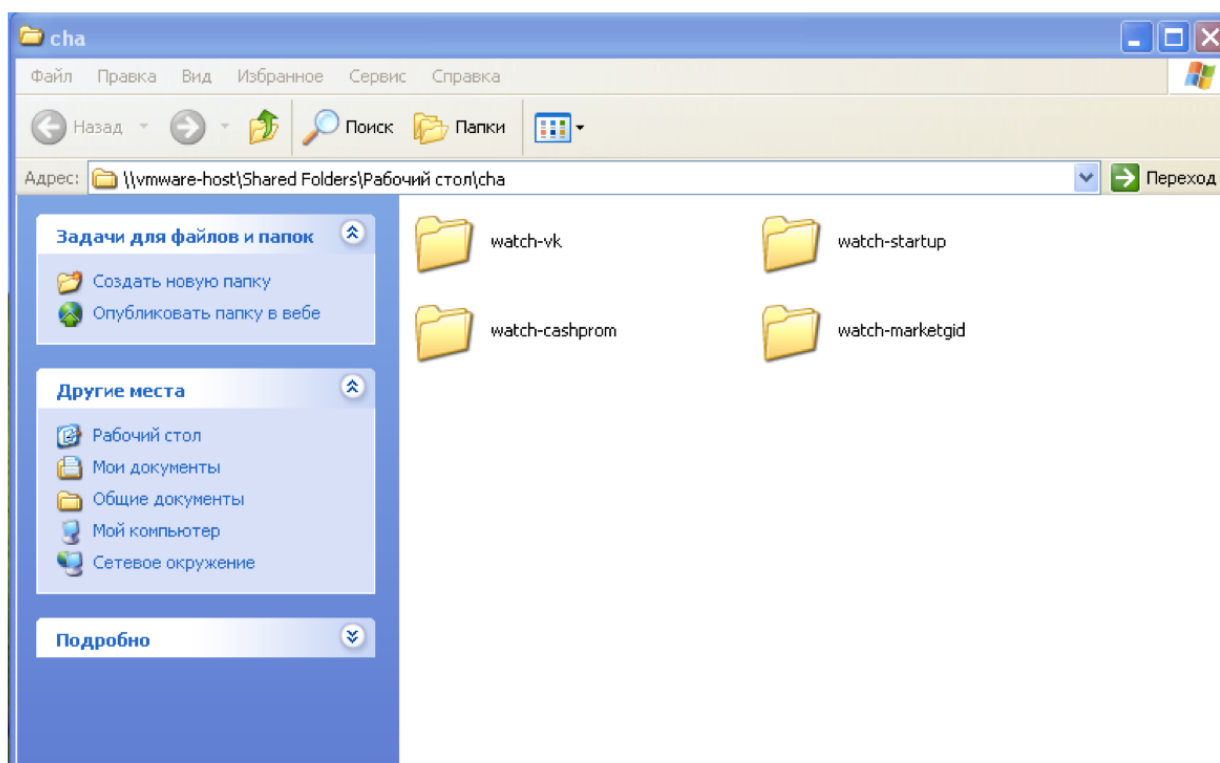 cha
Файл Правка Вид Избранное Сервис Справка
Назад Поиск Папки
Адрес: \\vmware-host\Shared Folders\Рабочий стол\cha Переход
Задачи для файлов и папок
Создать новую папку
Опубликовать папку в вебе
Другие места
Рабочий стол
Мои документы
Общие документы
Мой компьютер
Сетевое окружение
Подробно
watch-vk watch-startup
watch-cashprom watch-marketgid